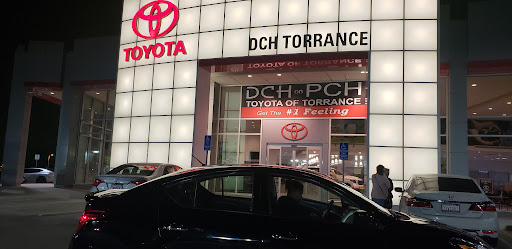 TOYOTA
DCH TORRANCE
DCH on PCH
TOYOTA OF TORRANCE
Get The #1 Feeling